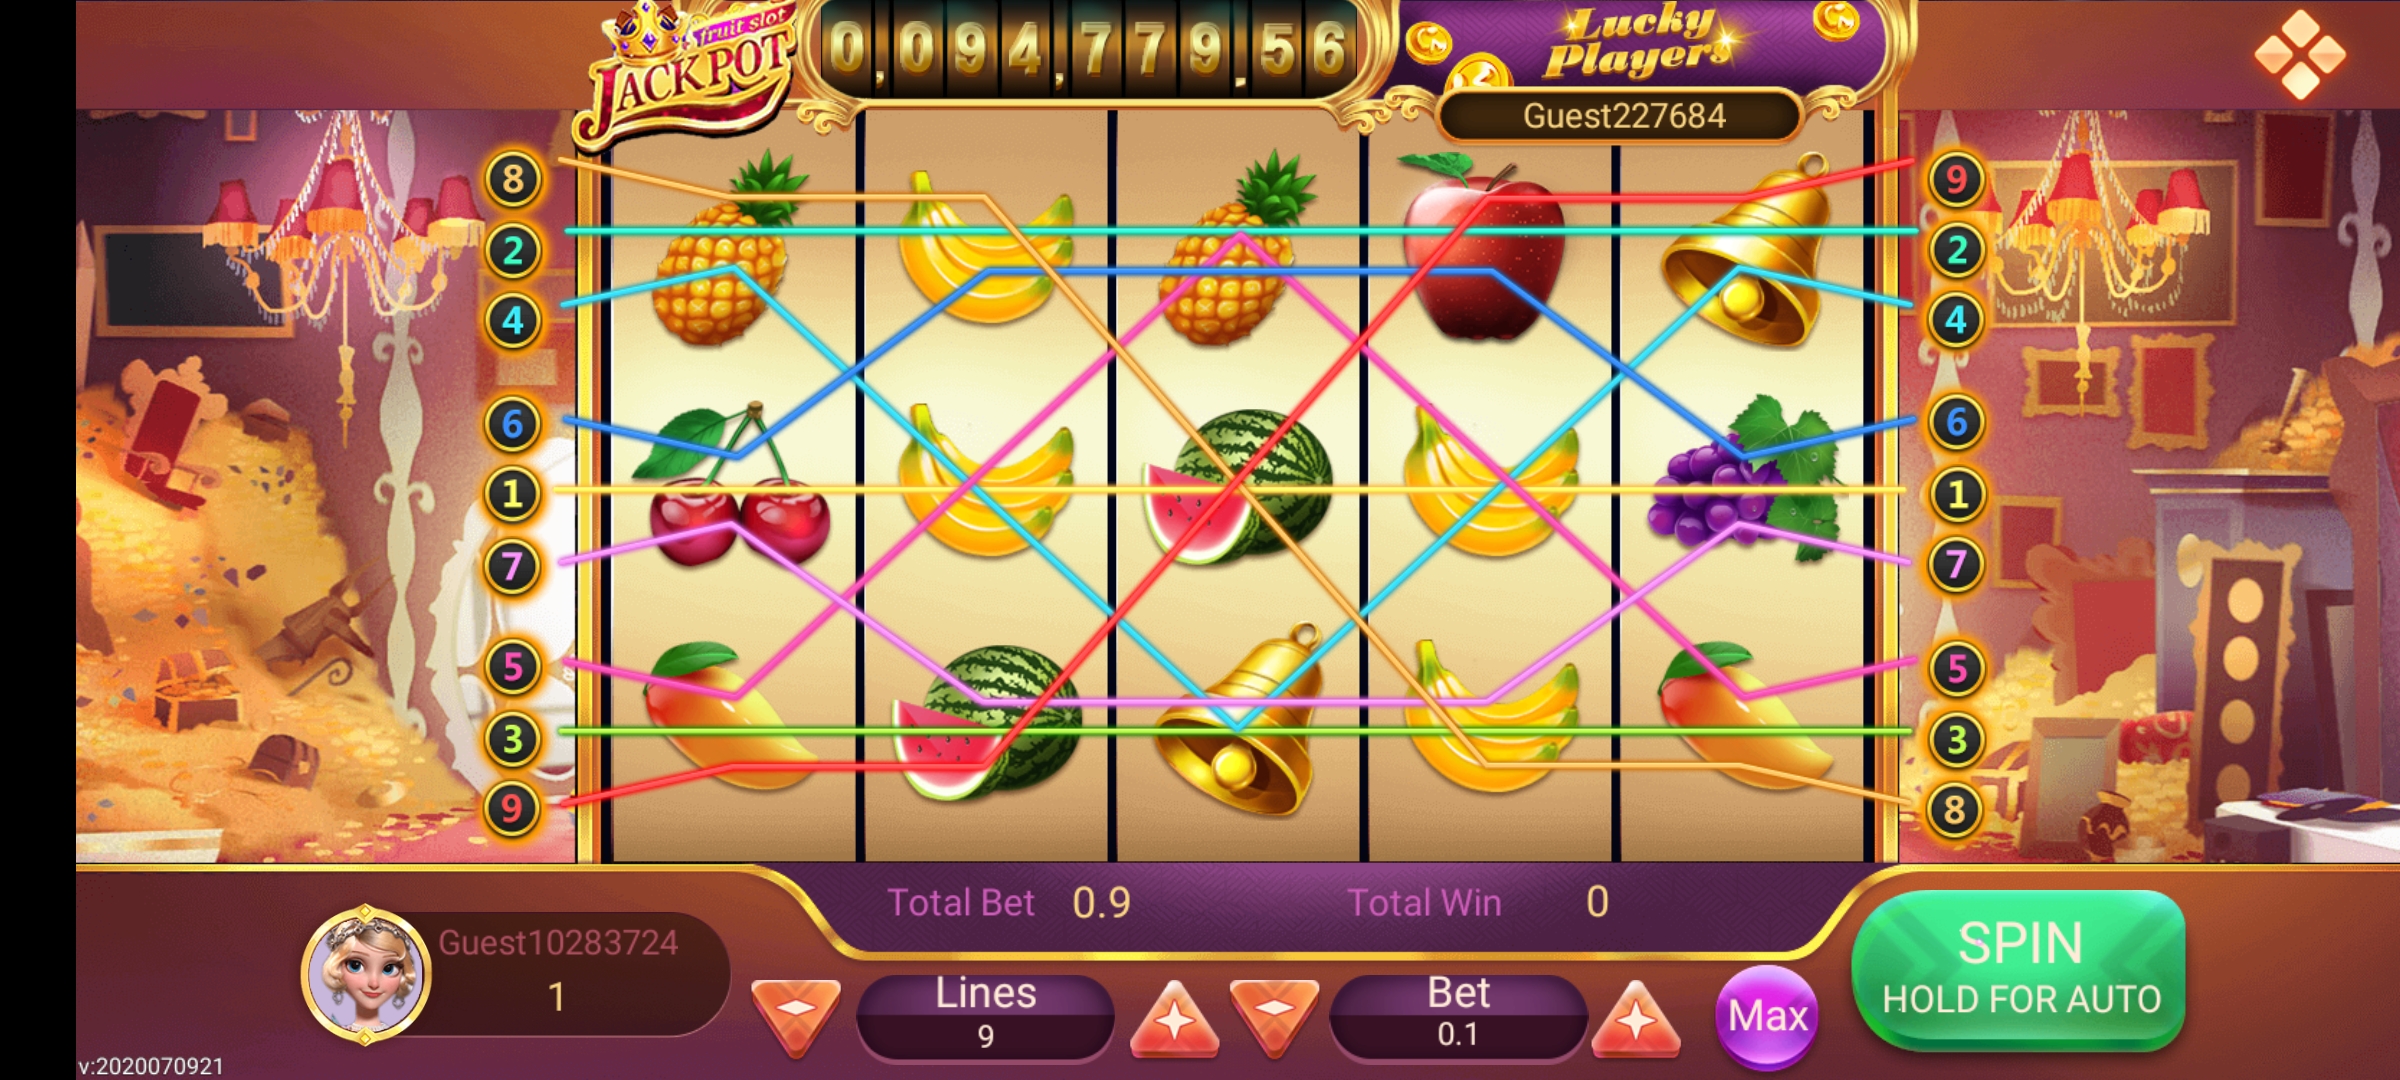 fruit slot
JACKPOT
0,094,779.56
Lucky
Players
Guest227684
8
2
4
6
1
7
5
3
9
9
2
4
6
1
7
5
3
8
Total Bet 0.9
Total Win 0
Guest10283724
1
Lines
9
Bet
0.1
Max
SPIN
HOLD FOR AUTO
v:2020070921